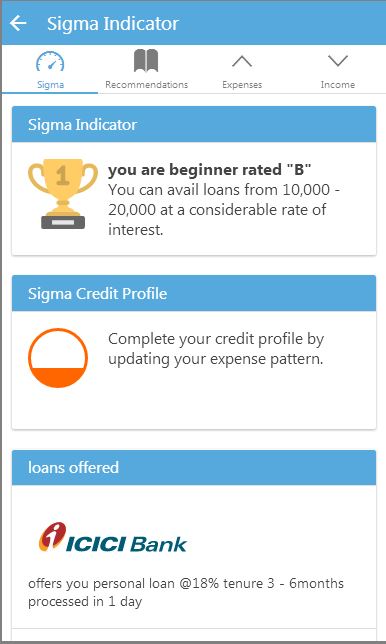 Sigma Indicator
Sigma
Recommendations
Expenses
Income
Sigma Indicator
1
you are beginner rated "B"
You can avail loans from 10,000 -
20,000 at a considerable rate of
interest.
Sigma Credit Profile
Complete your credit profile by
updating your expense pattern.
loans offered
i ICICI Bank
offers you personal loan @18% tenure 3 - 6months
processed in 1 day